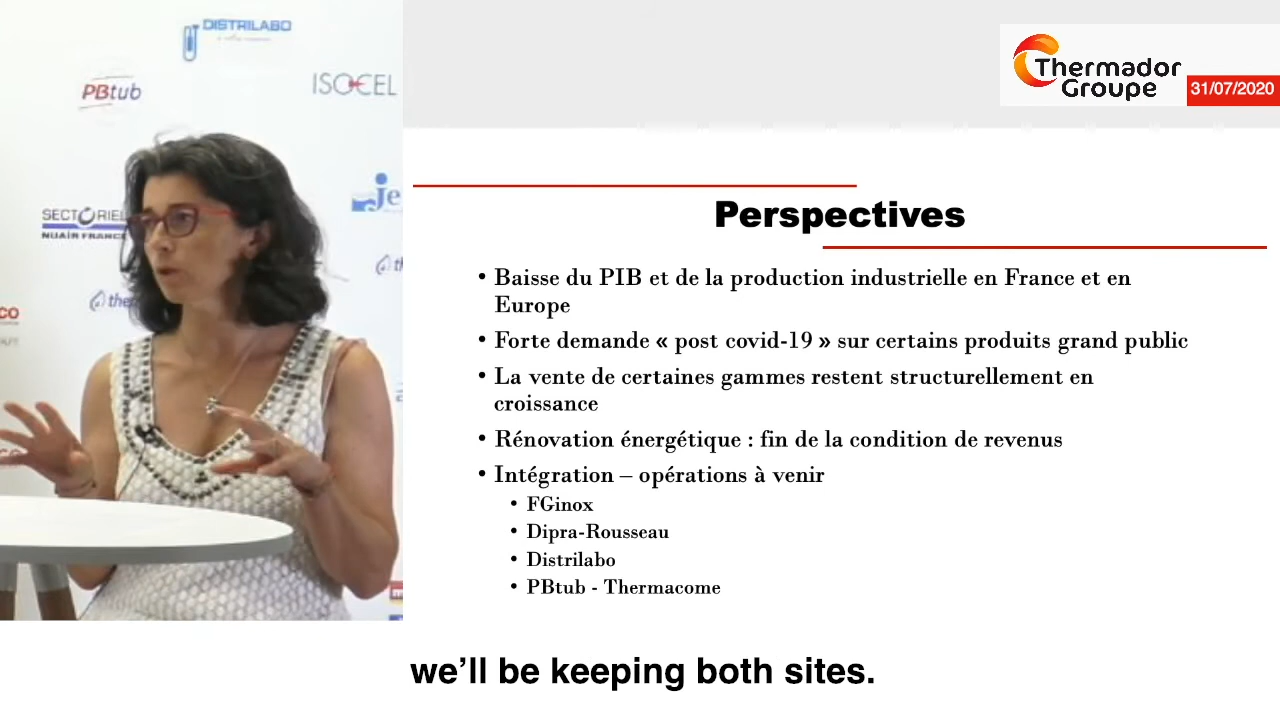 DISTRILABO
PBtub
ISOCEL
Je
SECTORIEL
NUAIR FRANCE
Thermador
Groupe
31/07/2020
Perspectives
• Baisse du PIB et de la production industrielle en France et en
Europe
• Forte demande « post covid-19 » sur certains produits grand public
• La vente de certaines gammes restent structurellement en
croissance
• Rénovation énergétique : fin de la condition de revenus
• Intégration – opérations à venir
• FGinox
• Dipra-Rousseau
• Distrilabo
• PBtub - Thermacome
we’ll be keeping both sites.